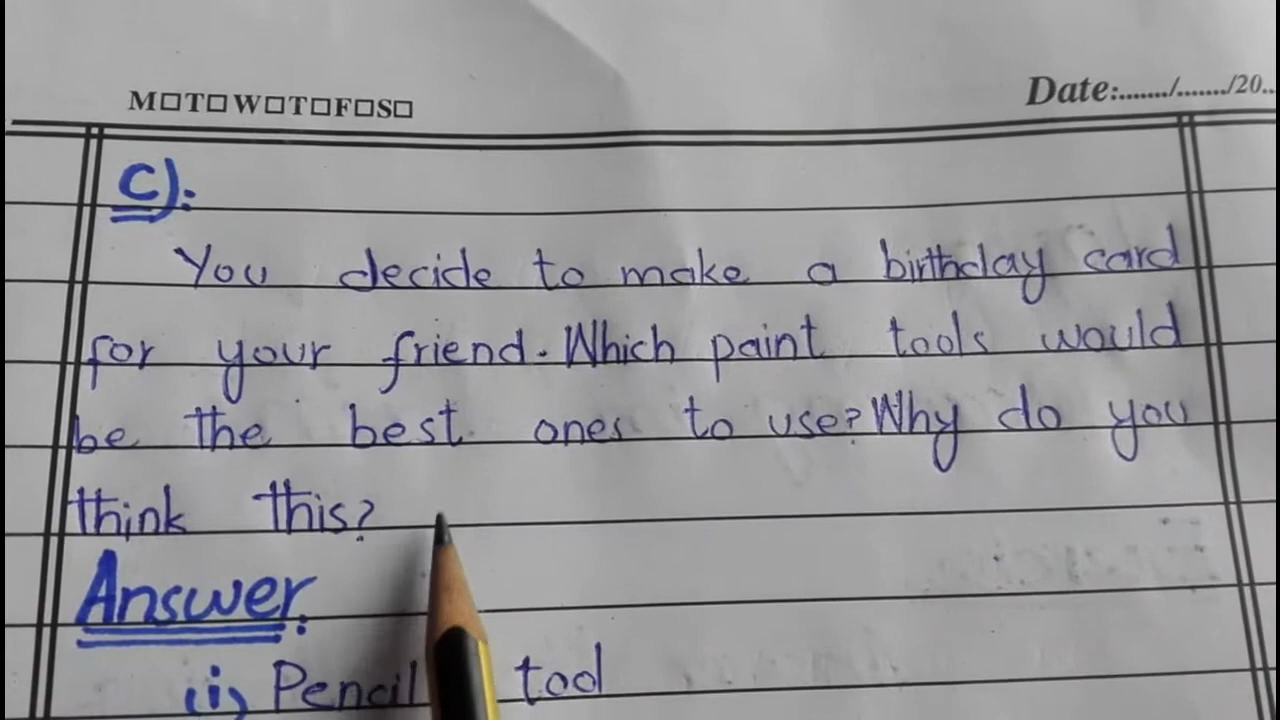 M□T□W□T□F□S□
Date:......./......./20..
C):
You decide to make a birthday card
for your friend. Which paint tools would
be the best ones to use? Why do you
think this?
Answer:
(i) Pencil tool